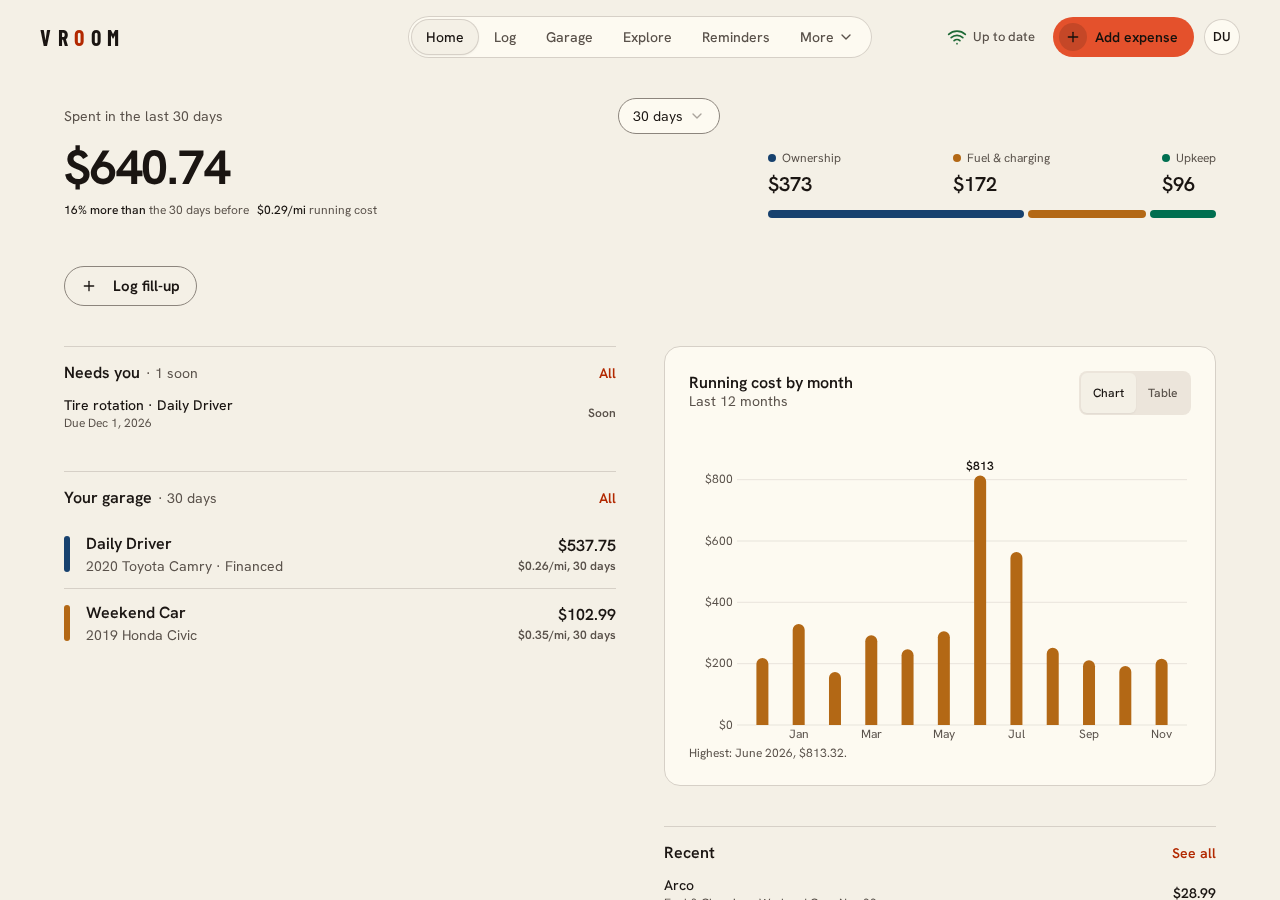 VROOM
Home
Log
Garage
Explore
Reminders
More
Up to date
Add expense
DU
Spent in the last 30 days
30 days
$640.74
16% more than the 30 days before $0.29/mi running cost
Ownership
$373
Fuel & charging
$172
Upkeep
$96
Log fill-up
Needs you · 1 soon
All
Tire rotation · Daily Driver
Due Dec 1, 2026
Soon
Your garage · 30 days
All
Daily Driver
2020 Toyota Camry · Financed
$537.75
$0.26/mi, 30 days
Weekend Car
2019 Honda Civic
$102.99
$0.35/mi, 30 days
Running cost by month
Last 12 months
Chart
Table
$813
$800
$600
$400
$200
$0
Jan
Mar
May
Jul
Sep
Nov
Highest: June 2026, $813.32.
Recent
See all
Arco
$28.99